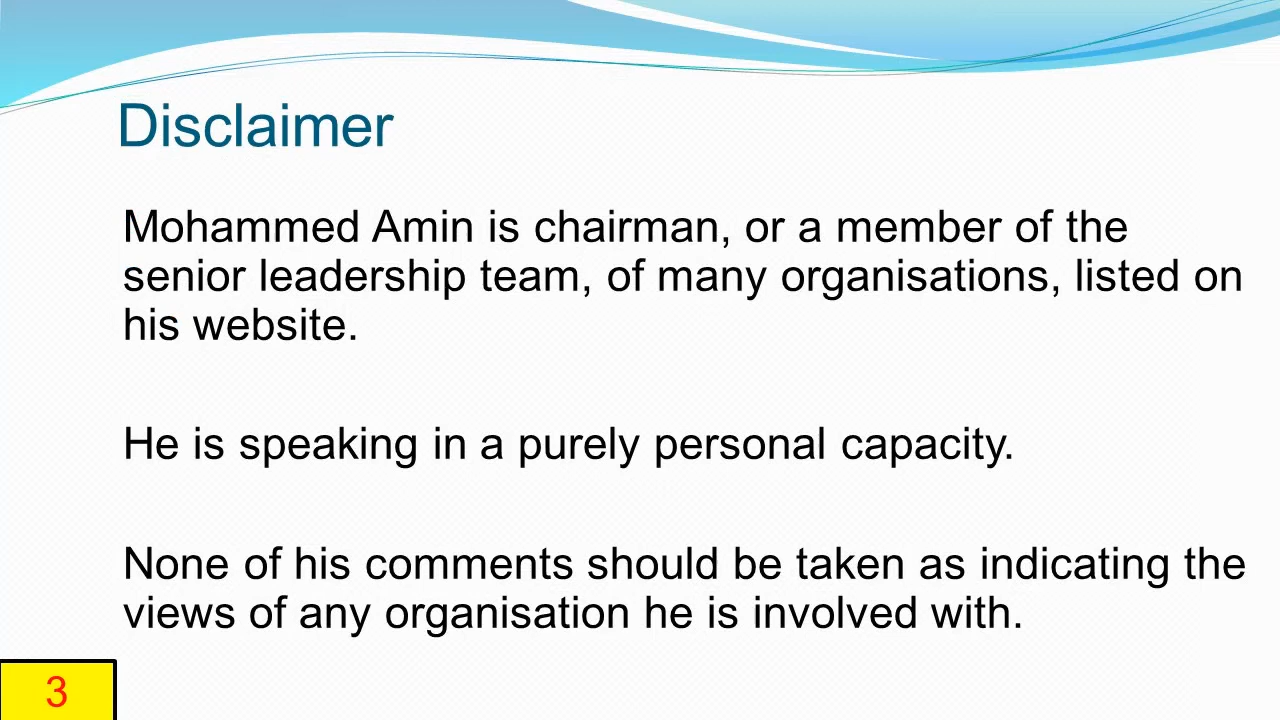 Disclaimer
Mohammed Amin is chairman, or a member of the
senior leadership team, of many organisations, listed on
his website.
He is speaking in a purely personal capacity.
None of his comments should be taken as indicating the
views of any organisation he is involved with.
3